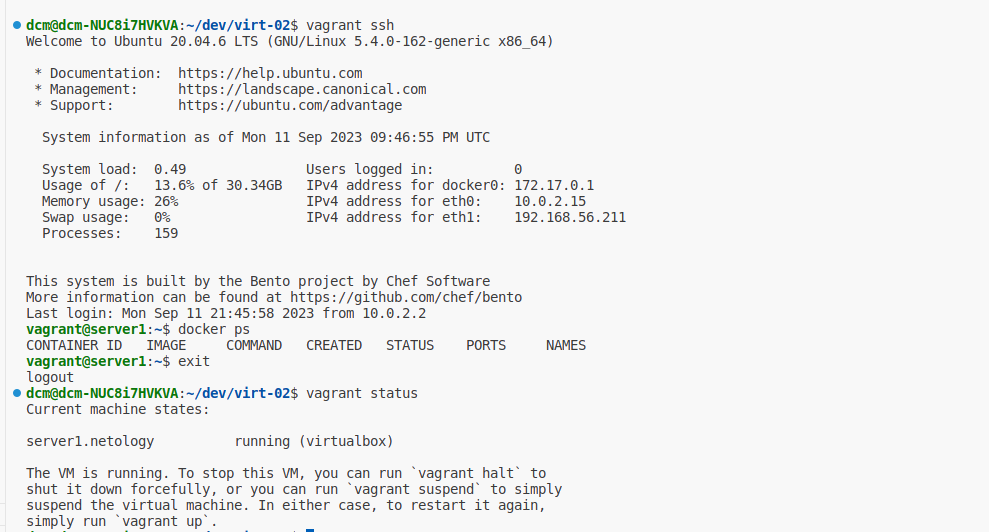 dcm@dcm-NUC8i7HVKVA:~/dev/virt-02$ vagrant ssh
Welcome to Ubuntu 20.04.6 LTS (GNU/Linux 5.4.0-162-generic x86_64)
* Documentation:  https://help.ubuntu.com
* Management:     https://landscape.canonical.com
* Support:        https://ubuntu.com/advantage
System information as of Mon 11 Sep 2023 09:46:55 PM UTC
System load:  0.49                Users logged in:          0
Usage of /:   13.6% of 30.34GB   IPv4 address for docker0: 172.17.0.1
Memory usage: 26%                IPv4 address for eth0:    10.0.2.15
Swap usage:   0%                 IPv4 address for eth1:    192.168.56.211
Processes:    159
This system is built by the Bento project by Chef Software
More information can be found at https://github.com/chef/bento
Last login: Mon Sep 11 21:45:58 2023 from 10.0.2.2
vagrant@server1:~$ docker ps
CONTAINER ID   IMAGE     COMMAND   CREATED   STATUS    PORTS     NAMES
vagrant@server1:~$ exit
logout
dcm@dcm-NUC8i7HVKVA:~/dev/virt-02$ vagrant status
Current machine states:
server1.netology          running (virtualbox)
The VM is running. To stop this VM, you can run `vagrant halt` to
shut it down forcefully, or you can run `vagrant suspend` to simply
suspend the virtual machine. In either case, to restart it again,
simply run `vagrant up`.